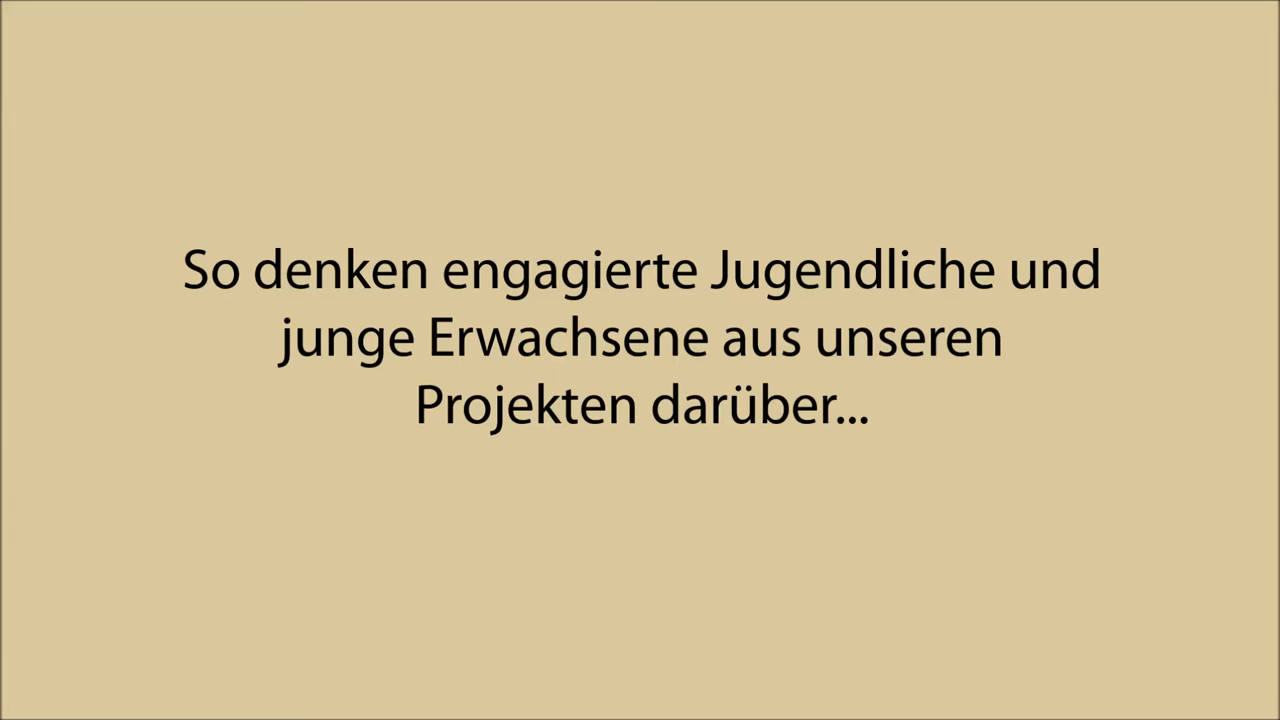 So denken engagierte Jugendliche und
junge Erwachsene aus unseren
Projekten darüber...